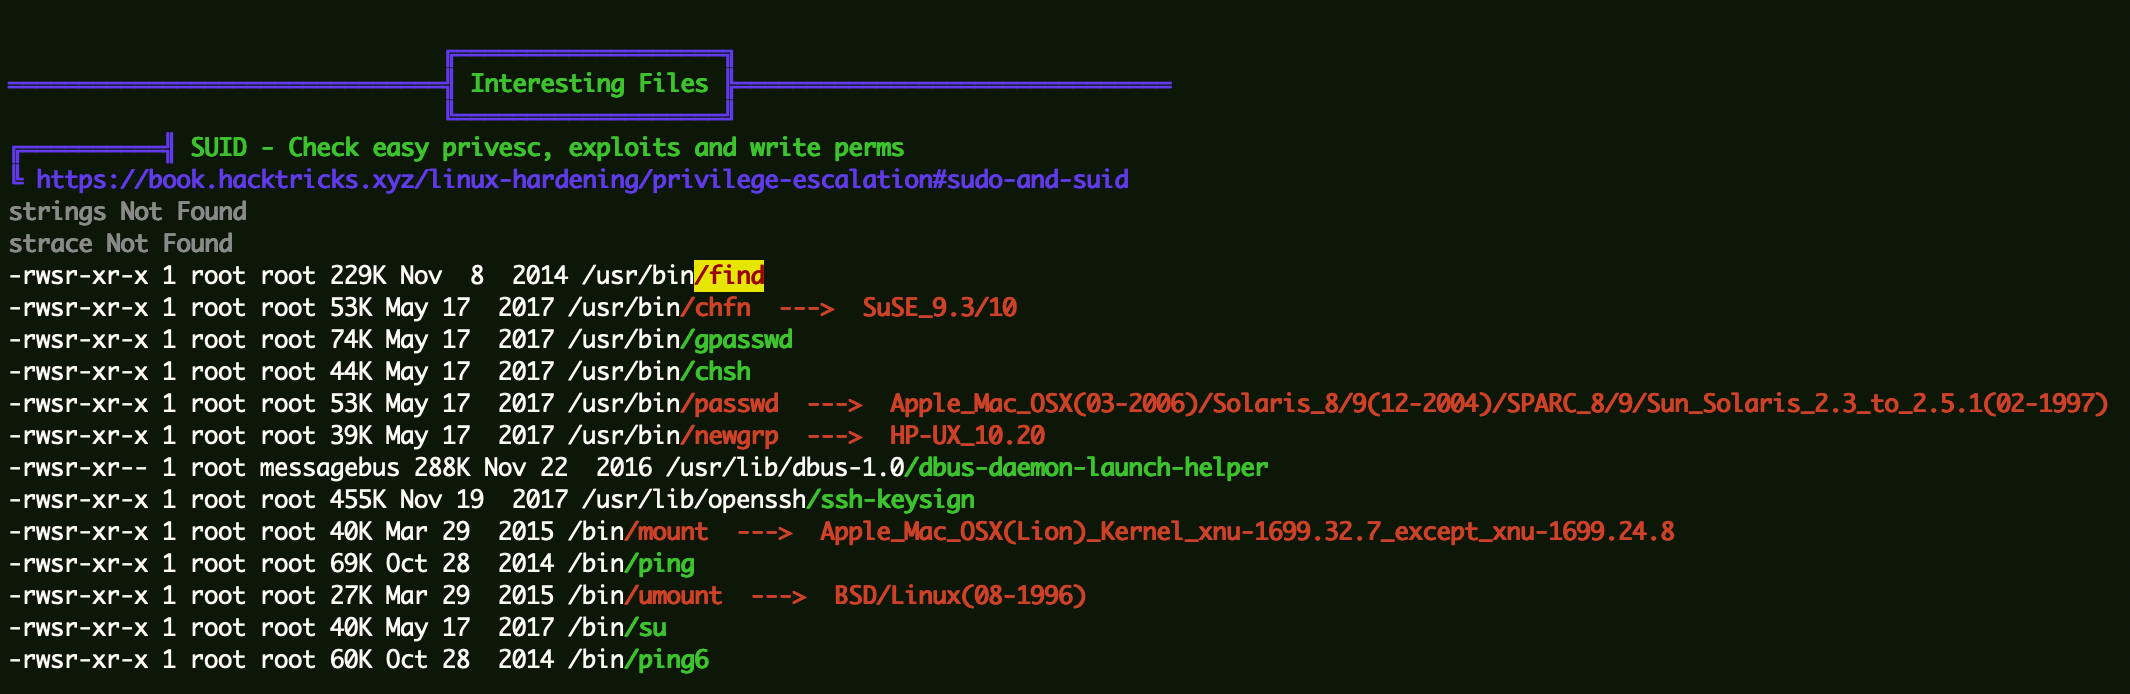 Interesting Files
SUID - Check easy privesc, exploits and write perms
https://book.hacktricks.xyz/linux-hardening/privilege-escalation#sudo-and-suid
strings Not Found
strace Not Found
-rwsr-xr-x 1 root root 229K Nov  8  2014 /usr/bin/find
-rwsr-xr-x 1 root root 53K May 17  2017 /usr/bin/chfn  --->  SuSE_9.3/10
-rwsr-xr-x 1 root root 74K May 17  2017 /usr/bin/gpasswd
-rwsr-xr-x 1 root root 44K May 17  2017 /usr/bin/chsh
-rwsr-xr-x 1 root root 53K May 17  2017 /usr/bin/passwd  --->  Apple_Mac_OSX(03-2006)/Solaris_8/9(12-2004)/SPARC_8/9/Sun_Solaris_2.3_to_2.5.1(02-1997)
-rwsr-xr-x 1 root root 39K May 17  2017 /usr/bin/newgrp  --->  HP-UX_10.20
-rwsr-xr-- 1 root messagebus 288K Nov 22  2016 /usr/lib/dbus-1.0/dbus-daemon-launch-helper
-rwsr-xr-x 1 root root 455K Nov 19  2017 /usr/lib/openssh/ssh-keysign
-rwsr-xr-x 1 root root 40K Mar 29  2015 /bin/mount  --->  Apple_Mac_OSX(Lion)_Kernel_xnu-1699.32.7_except_xnu-1699.24.8
-rwsr-xr-x 1 root root 69K Oct 28  2014 /bin/ping
-rwsr-xr-x 1 root root 27K Mar 29  2015 /bin/umount  --->  BSD/Linux(08-1996)
-rwsr-xr-x 1 root root 40K May 17  2017 /bin/su
-rwsr-xr-x 1 root root 60K Oct 28  2014 /bin/ping6